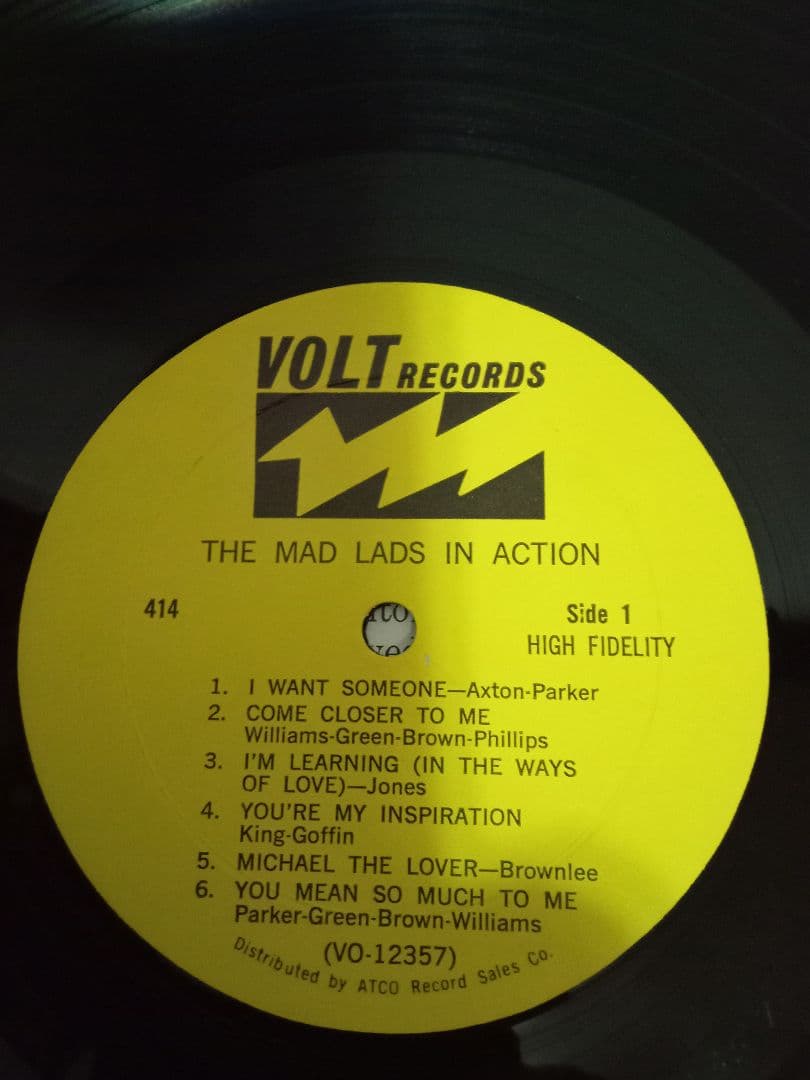 VOLT RECORDS
THE MAD LADS IN ACTION
414
Side 1
HIGH FIDELITY
1. I WANT SOMEONE—Axton-Parker
2. COME CLOSER TO ME
Williams-Green-Brown-Phillips
3. I'M LEARNING (IN THE WAYS
OF LOVE)—Jones
4. YOU'RE MY INSPIRATION
King-Goffin
5. MICHAEL THE LOVER—Brownlee
6. YOU MEAN SO MUCH TO ME
Parker-Green-Brown-Williams
(VO-12357)
Distributed by ATCO Record Sales Co.